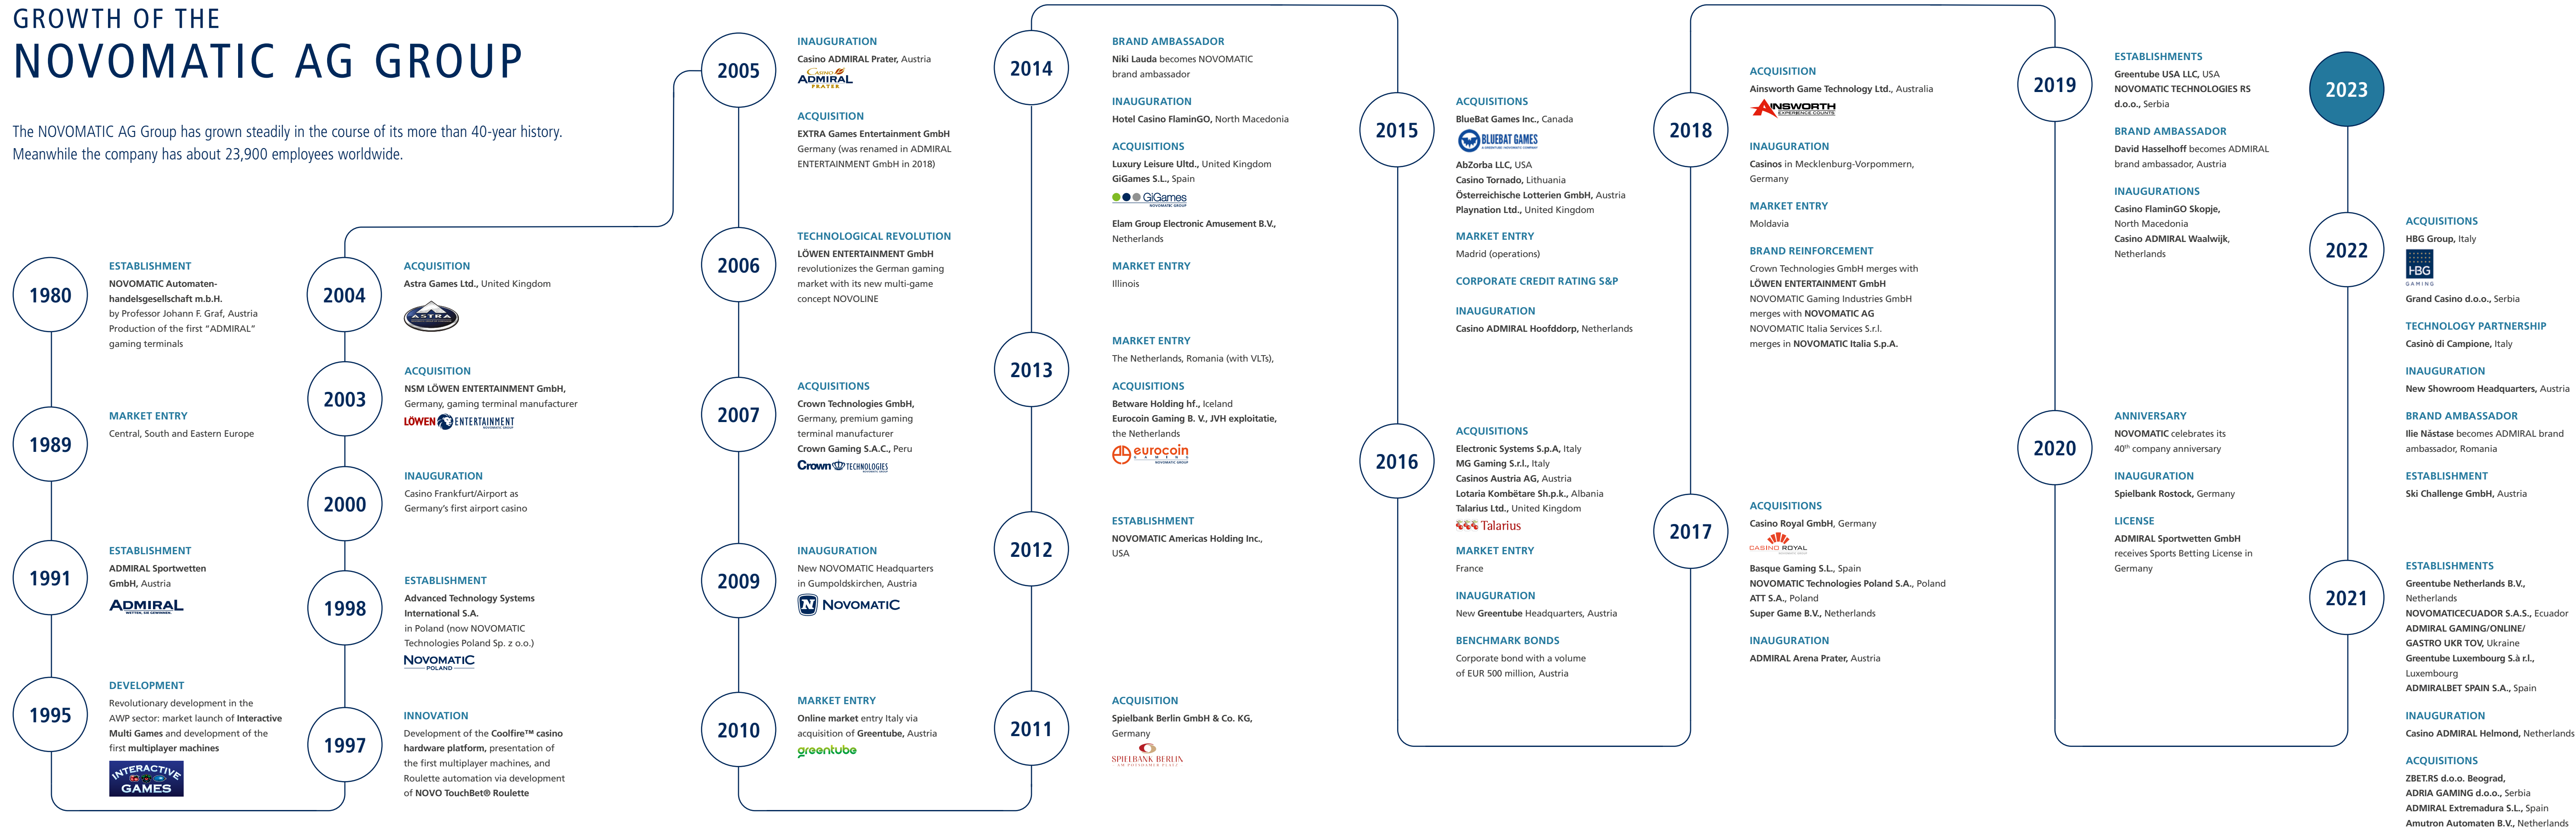 GROWTH OF THE
NOVOMATIC AG GROUP
The NOVOMATIC AG Group has grown steadily in the course of its more than 40-year history.
Meanwhile the company has about 23,900 employees worldwide.
1980
ESTABLISHMENT
NOVOMATIC Automaten-
handelsgesellschaft m.b.H.
by Professor Johann F. Graf, Austria
Production of the first “ADMIRAL”
gaming terminals
1989
MARKET ENTRY
Central, South and Eastern Europe
1991
ESTABLISHMENT
ADMIRAL Sportwetten
GmbH, Austria
ADMIRAL
WETTEN, UM GEWINNEN.
1995
DEVELOPMENT
Revolutionary development in the
AWP sector: market launch of Interactive
Multi Games and development of the
first multiplayer machines
INTERACTIVE
GAMES
1997
INNOVATION
Development of the Coolfire™ casino
hardware platform, presentation of
the first multiplayer machines, and
Roulette automation via development
of NOVO TouchBet® Roulette
1998
ESTABLISHMENT
Advanced Technology Systems
International S.A.
in Poland (now NOVOMATIC
Technologies Poland Sp. z o.o.)
NOVOMATIC
POLAND
2000
INAUGURATION
Casino Frankfurt/Airport as
Germany’s first airport casino
2003
ACQUISITION
NSM LÖWEN ENTERTAINMENT GmbH,
Germany, gaming terminal manufacturer
LÖWEN ENTERTAINMENT
NOVOMATIC GROUP
2004
ACQUISITION
Astra Games Ltd., United Kingdom
ASTRA
2005
INAUGURATION
Casino ADMIRAL Prater, Austria
CASINO
ADMIRAL
PRATER
ACQUISITION
EXTRA Games Entertainment GmbH
Germany (was renamed in ADMIRAL
ENTERTAINMENT GmbH in 2018)
2006
TECHNOLOGICAL REVOLUTION
LÖWEN ENTERTAINMENT GmbH
revolutionizes the German gaming
market with its new multi-game
concept NOVOLINE
2007
ACQUISITIONS
Crown Technologies GmbH,
Germany, premium gaming
terminal manufacturer
Crown Gaming S.A.C., Peru
Crown TECHNOLOGIES
2009
INAUGURATION
New NOVOMATIC Headquarters
in Gumpoldskirchen, Austria
N NOVOMATIC
2010
MARKET ENTRY
Online market entry Italy via
acquisition of Greentube, Austria
greentube
2011
ACQUISITION
Spielbank Berlin GmbH & Co. KG,
Germany
SPIELBANK BERLIN
AM POTSDAMER PLATZ
2012
ESTABLISHMENT
NOVOMATIC Americas Holding Inc.,
USA
2013
MARKET ENTRY
The Netherlands, Romania (with VLTs),
ACQUISITIONS
Betware Holding hf., Iceland
Eurocoin Gaming B. V., JVH exploitatie,
the Netherlands
eurocoin
GAMING
NOVOMATIC GROUP
2014
BRAND AMBASSADOR
Niki Lauda becomes NOVOMATIC
brand ambassador
INAUGURATION
Hotel Casino FlaminGO, North Macedonia
ACQUISITIONS
Luxury Leisure Ultd., United Kingdom
GiGames S.L., Spain
GiGames
NOVOMATIC GROUP
Elam Group Electronic Amusement B.V.,
Netherlands
MARKET ENTRY
Illinois
2015
ACQUISITIONS
BlueBat Games Inc., Canada
BLUEBAT GAMES
AbZorba LLC, USA
Casino Tornado, Lithuania
Österreichische Lotterien GmbH, Austria
Playnation Ltd., United Kingdom
MARKET ENTRY
Madrid (operations)
CORPORATE CREDIT RATING S&P
INAUGURATION
Casino ADMIRAL Hoofddorp, Netherlands
2016
ACQUISITIONS
Electronic Systems S.p.A, Italy
MG Gaming S.r.l., Italy
Casinos Austria AG, Austria
Lotaria Kombëtare Sh.p.k., Albania
Talarius Ltd., United Kingdom
Talarius
MARKET ENTRY
France
INAUGURATION
New Greentube Headquarters, Austria
BENCHMARK BONDS
Corporate bond with a volume
of EUR 500 million, Austria
2017
ACQUISITIONS
Casino Royal GmbH, Germany
CASINO ROYAL
Basque Gaming S.L., Spain
NOVOMATIC Technologies Poland S.A., Poland
ATT S.A., Poland
Super Game B.V., Netherlands
INAUGURATION
ADMIRAL Arena Prater, Austria
2018
ACQUISITION
Ainsworth Game Technology Ltd., Australia
AINSWORTH
EXPERIENCE COUNTS
INAUGURATION
Casinos in Mecklenburg-Vorpommern,
Germany
MARKET ENTRY
Moldavia
BRAND REINFORCEMENT
Crown Technologies GmbH merges with
LÖWEN ENTERTAINMENT GmbH
NOVOMATIC Gaming Industries GmbH
merges with NOVOMATIC AG
NOVOMATIC Italia Services S.r.l.
merges in NOVOMATIC Italia S.p.A.
2019
ESTABLISHMENTS
Greentube USA LLC, USA
NOVOMATIC TECHNOLOGIES RS
d.o.o., Serbia
BRAND AMBASSADOR
David Hasselhoff becomes ADMIRAL
brand ambassador, Austria
INAUGURATIONS
Casino FlaminGO Skopje,
North Macedonia
Casino ADMIRAL Waalwijk,
Netherlands
2020
ANNIVERSARY
NOVOMATIC celebrates its
40th company anniversary
INAUGURATION
Spielbank Rostock, Germany
LICENSE
ADMIRAL Sportwetten GmbH
receives Sports Betting License in
Germany
2021
ESTABLISHMENTS
Greentube Netherlands B.V.,
Netherlands
NOVOMATICECUADOR S.A.S., Ecuador
ADMIRAL GAMING/ONLINE/
GASTRO UKR TOV, Ukraine
Greentube Luxembourg S.à r.l.,
Luxembourg
ADMIRALBET SPAIN S.A., Spain
INAUGURATION
Casino ADMIRAL Helmond, Netherlands
ACQUISITIONS
ZBET.RS d.o.o. Beograd,
ADRIA GAMING d.o.o., Serbia
ADMIRAL Extremadura S.L., Spain
Amutron Automaten B.V., Netherlands
2022
ACQUISITIONS
HBG Group, Italy
HBG
GAMING
Grand Casino d.o.o., Serbia
TECHNOLOGY PARTNERSHIP
Casinò di Campione, Italy
INAUGURATION
New Showroom Headquarters, Austria
BRAND AMBASSADOR
Ilie Năstase becomes ADMIRAL brand
ambassador, Romania
ESTABLISHMENT
Ski Challenge GmbH, Austria
2023